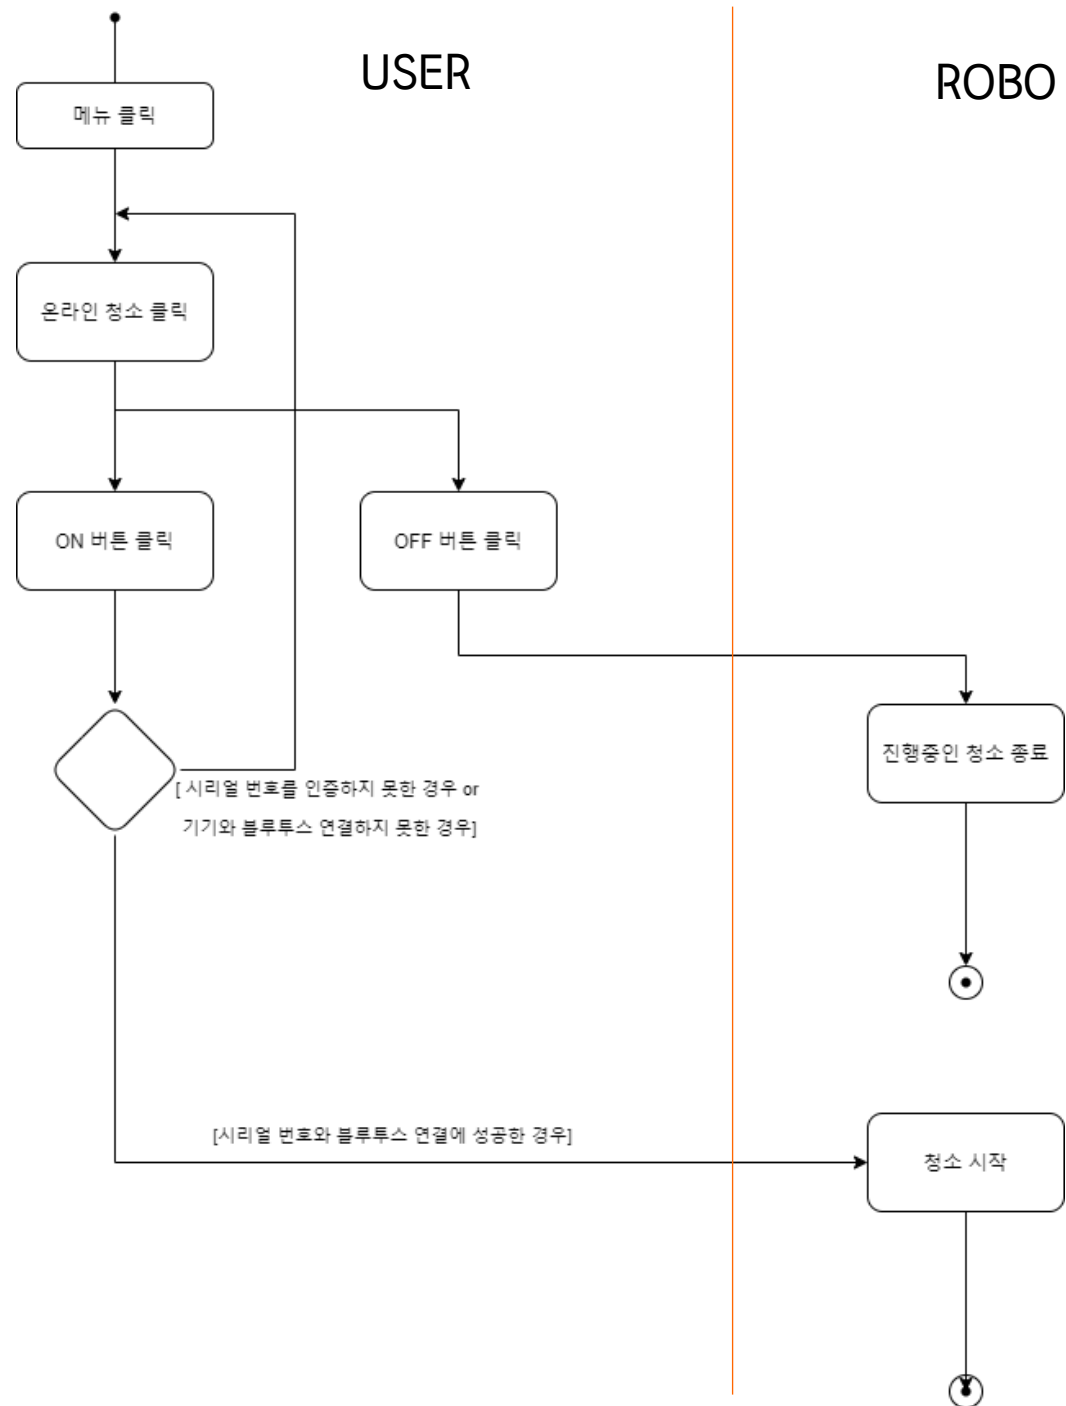 USER
ROBO
메뉴 클릭
온라인 청소 클릭
ON 버튼 클릭
OFF 버튼 클릭
진행중인 청소 종료
[ 시리얼 번호를 인증하지 못한 경우 or
기기와 블루투스 연결하지 못한 경우]
[시리얼 번호와 블루투스 연결에 성공한 경우]
청소 시작